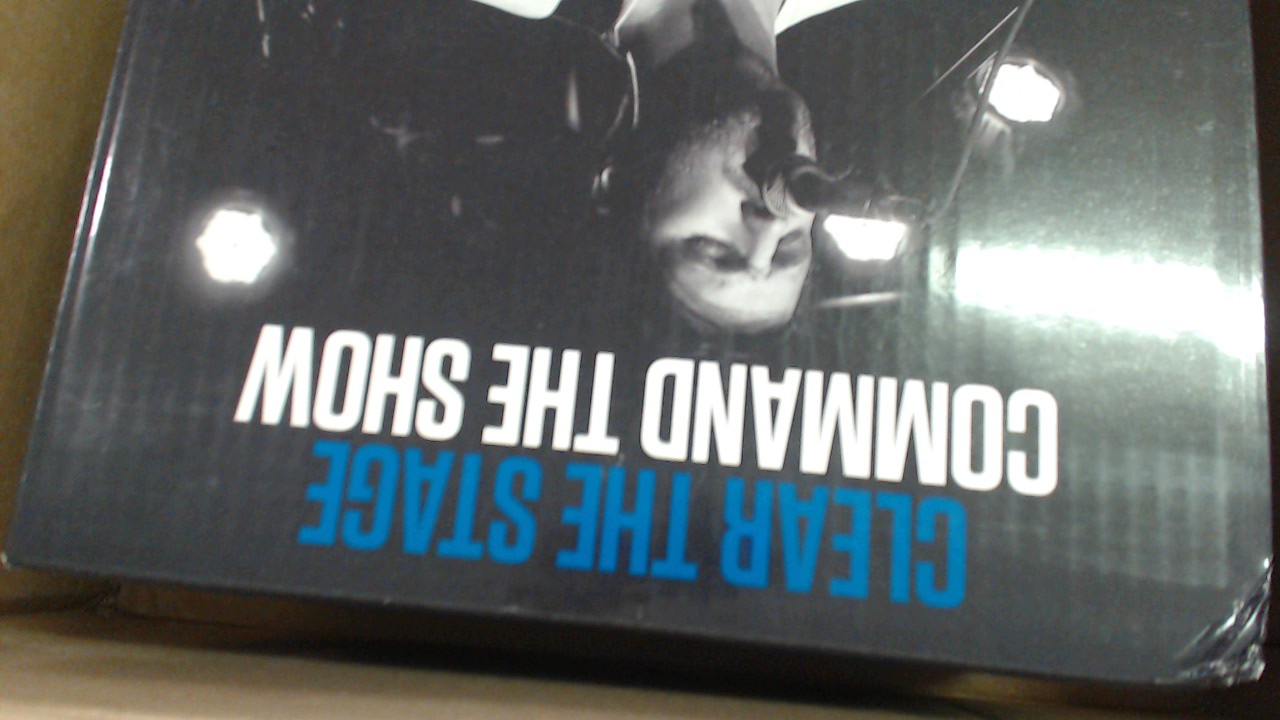 CLEAR THE STAGE
COMMAND THE SHOW